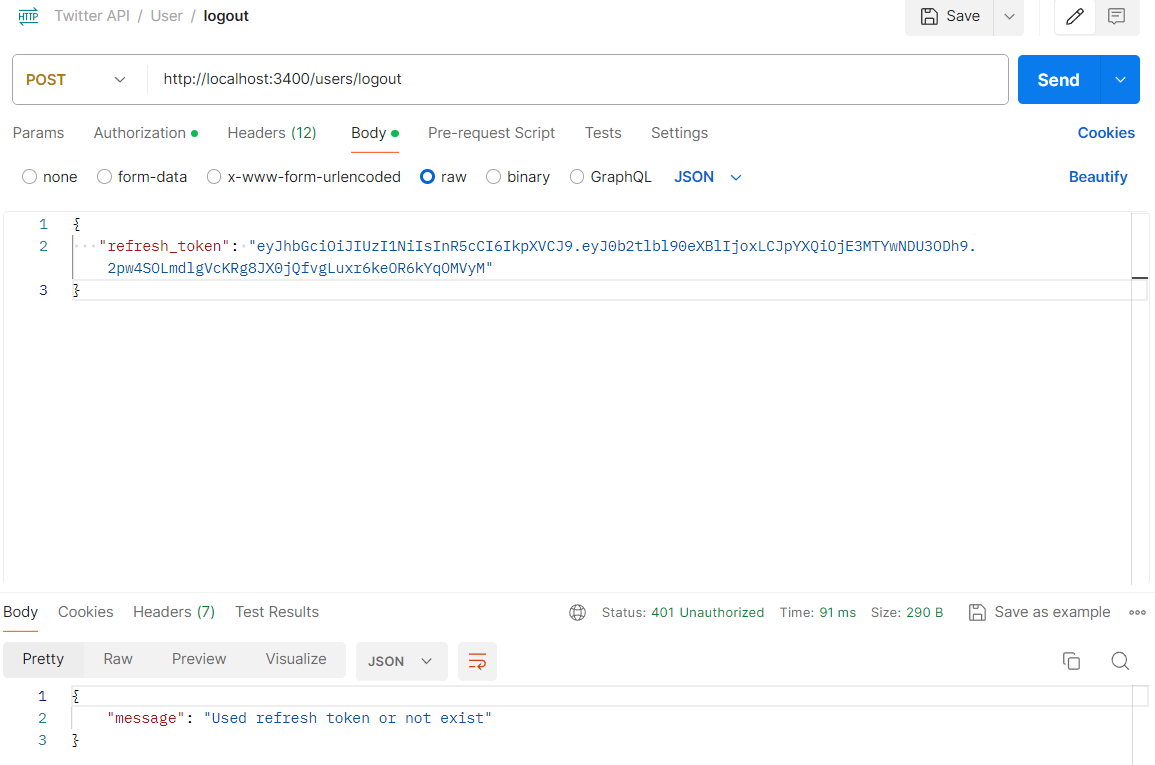 HTTP Twitter API / User / logout Save
POST http://localhost:3400/users/logout Send
Params Authorization Headers (12) Body Pre-request Script Tests Settings Cookies
none form-data x-www-form-urlencoded raw binary GraphQL JSON Beautify
1 {
2 "refresh_token": "eyJhbGciOiJIUzI1NiIsInR5cCI6IkpXVCJ9.eyJ0b2tlbl90eXBlIjoxLCJpYXQiOjE3MTYwNDU3ODh9.
2pw4SOLmdlgVcKRg8JX0jQfvgLuxr6keOR6kYqOMVyM"
3 }
Body Cookies Headers (7) Test Results Status: 401 Unauthorized Time: 91 ms Size: 290 B Save as example
Pretty Raw Preview Visualize JSON
1 {
2 "message": "Used refresh token or not exist"
3 }